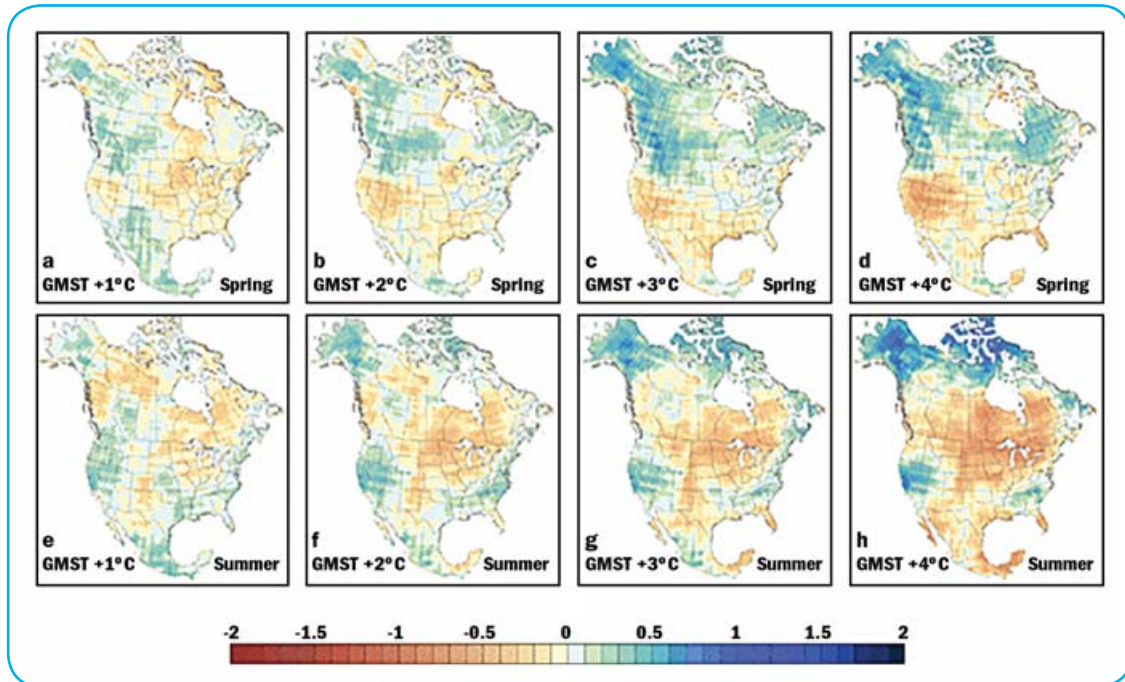 a
GMST +1°C Spring
b
GMST +2°C Spring
c
GMST +3°C Spring
d
GMST +4°C Spring
e
GMST +1°C Summer
f
GMST +2°C Summer
g
GMST +3°C Summer
h
GMST +4°C Summer
-2 -1.5 -1 -0.5 0 0.5 1 1.5 2